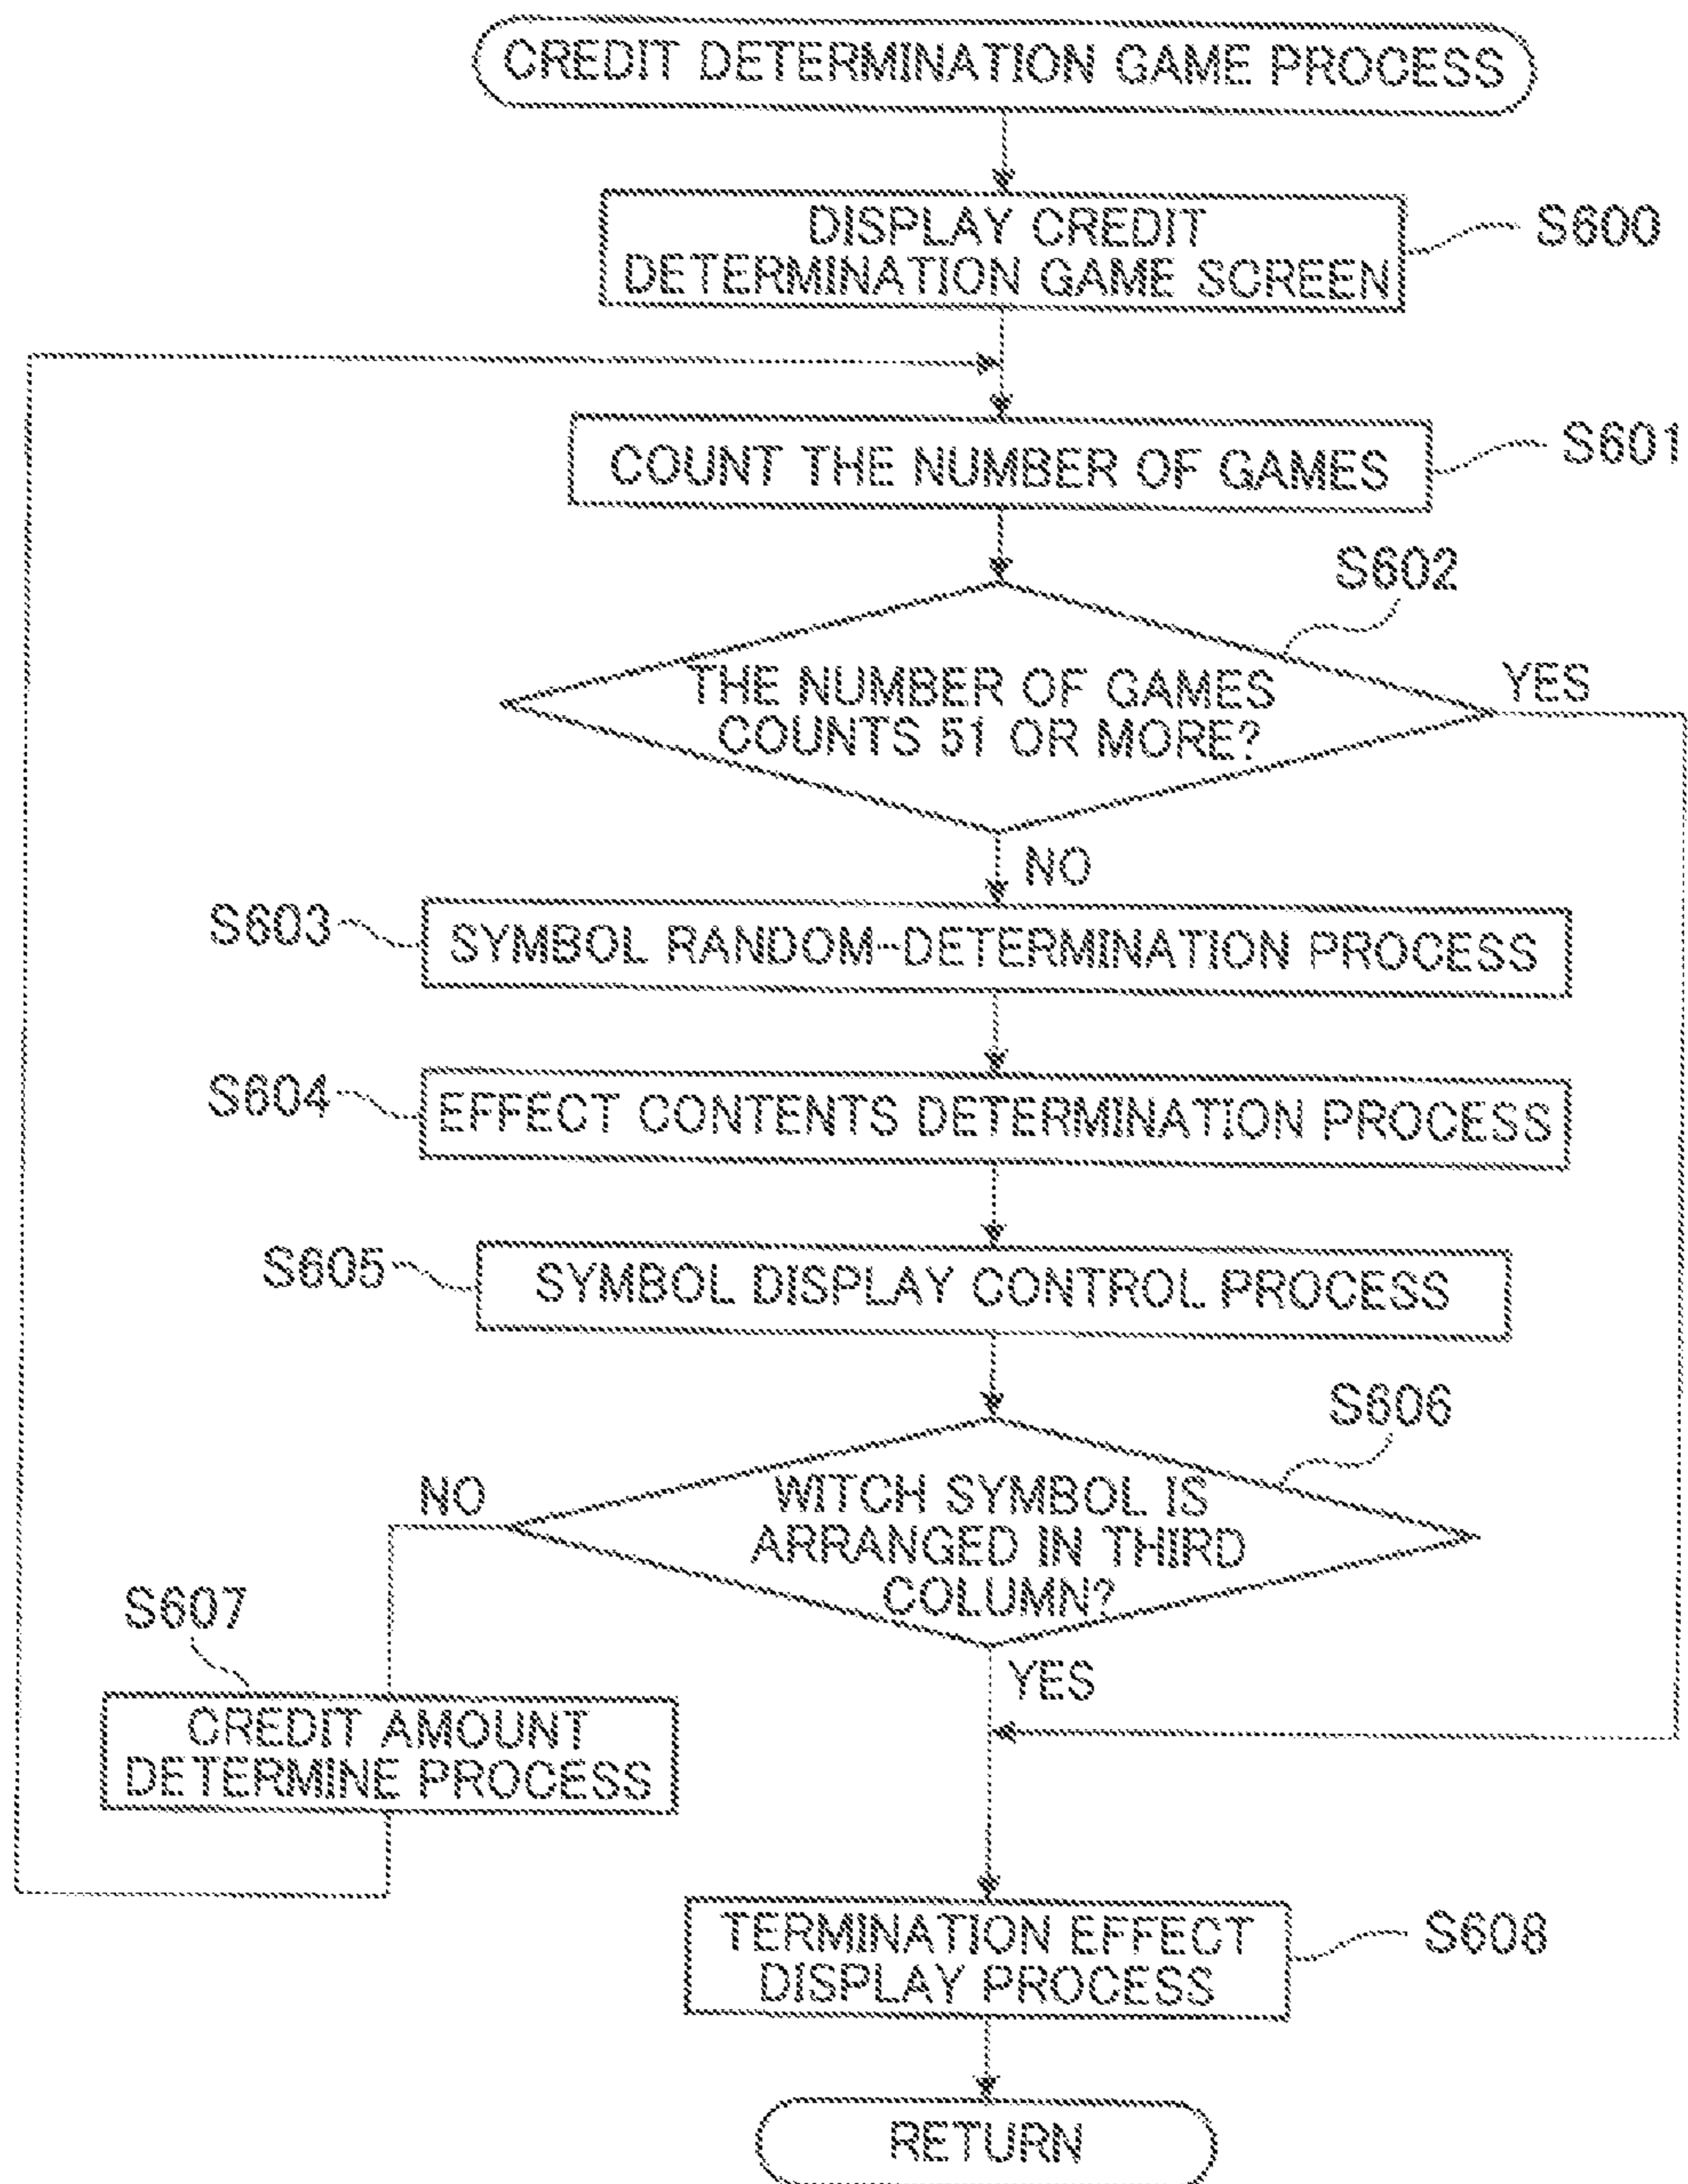 CREDIT DETERMINATION GAME PROCESS
DISPLAY CREDIT
DETERMINATION GAME SCREEN
S600
COUNT THE NUMBER OF GAMES
S601
S602
THE NUMBER OF GAMES
COUNTS 51 OR MORE?
YES
NO
S603
SYMBOL RANDOM-DETERMINATION PROCESS
S604
EFFECT CONTENTS DETERMINATION PROCESS
S605
SYMBOL DISPLAY CONTROL PROCESS
S606
NO
WITCH SYMBOL IS
ARRANGED IN THIRD
COLUMN?
YES
S607
CREDIT AMOUNT
DETERMINE PROCESS
TERMINATION EFFECT
DISPLAY PROCESS
S608
RETURN